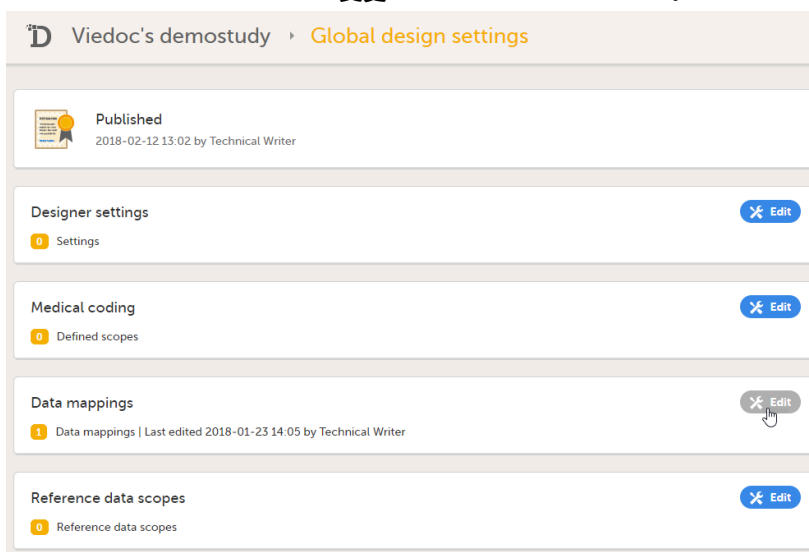 Viedoc's demostudy ▸ Global design settings
Published
2018-02-12 13:02 by Technical Writer
Designer settings
Edit
0 Settings
Medical coding
Edit
0 Defined scopes
Data mappings
Edit
1 Data mappings | Last edited 2018-01-23 14:05 by Technical Writer
Reference data scopes
Edit
0 Reference data scopes